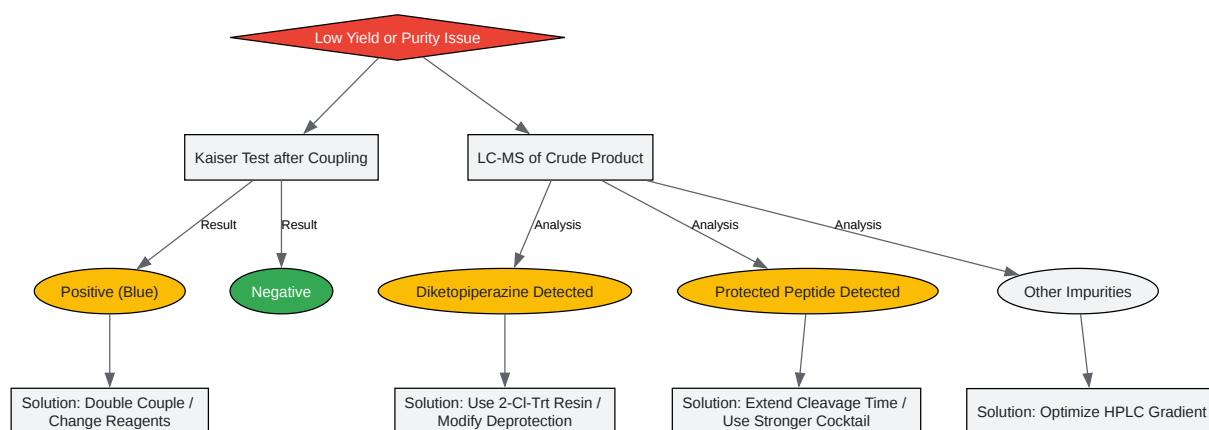 Low Yield or Purity Issue
Kaiser Test after Coupling
LC-MS of Crude Product
Result
Result
Analysis
Analysis
Analysis
Positive (Blue)
Negative
Diketopiperazine Detected
Protected Peptide Detected
Other Impurities
Solution: Double Couple /
Change Reagents
Solution: Use 2-Cl-Trt Resin /
Modify Deprotection
Solution: Extend Cleavage Time /
Use Stronger Cocktail
Solution: Optimize HPLC Gradient